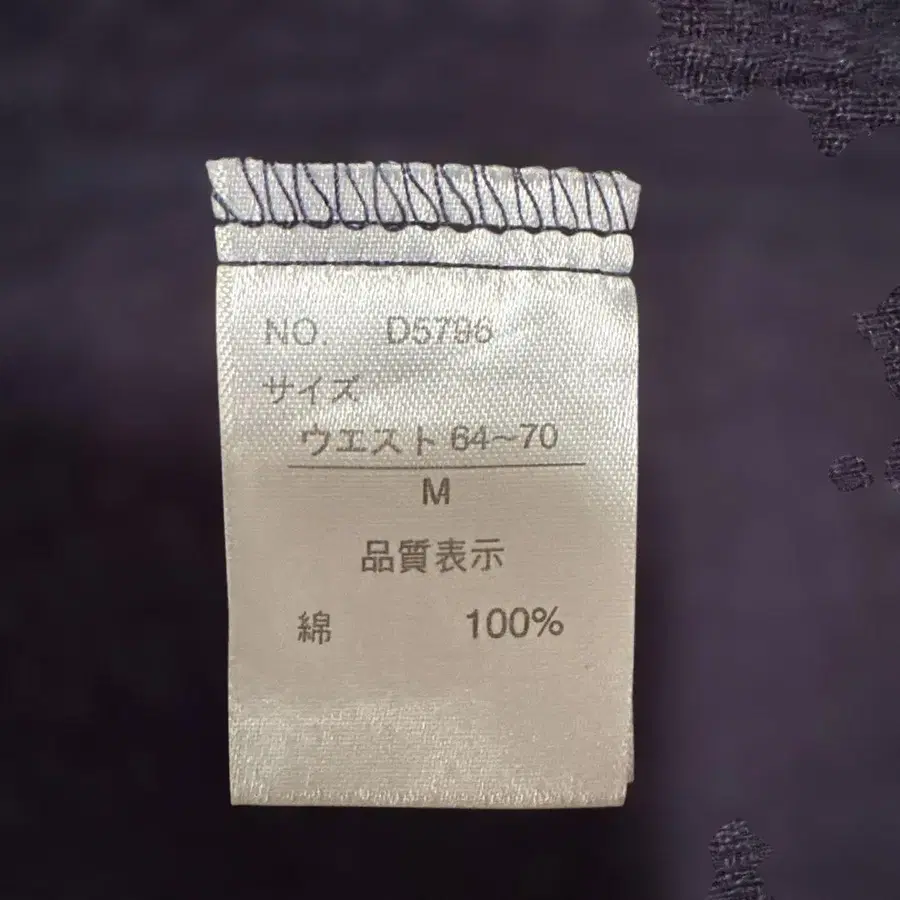 NO. D5796
サイズ
ウエスト 64~70
M
品質表示
綿 100%